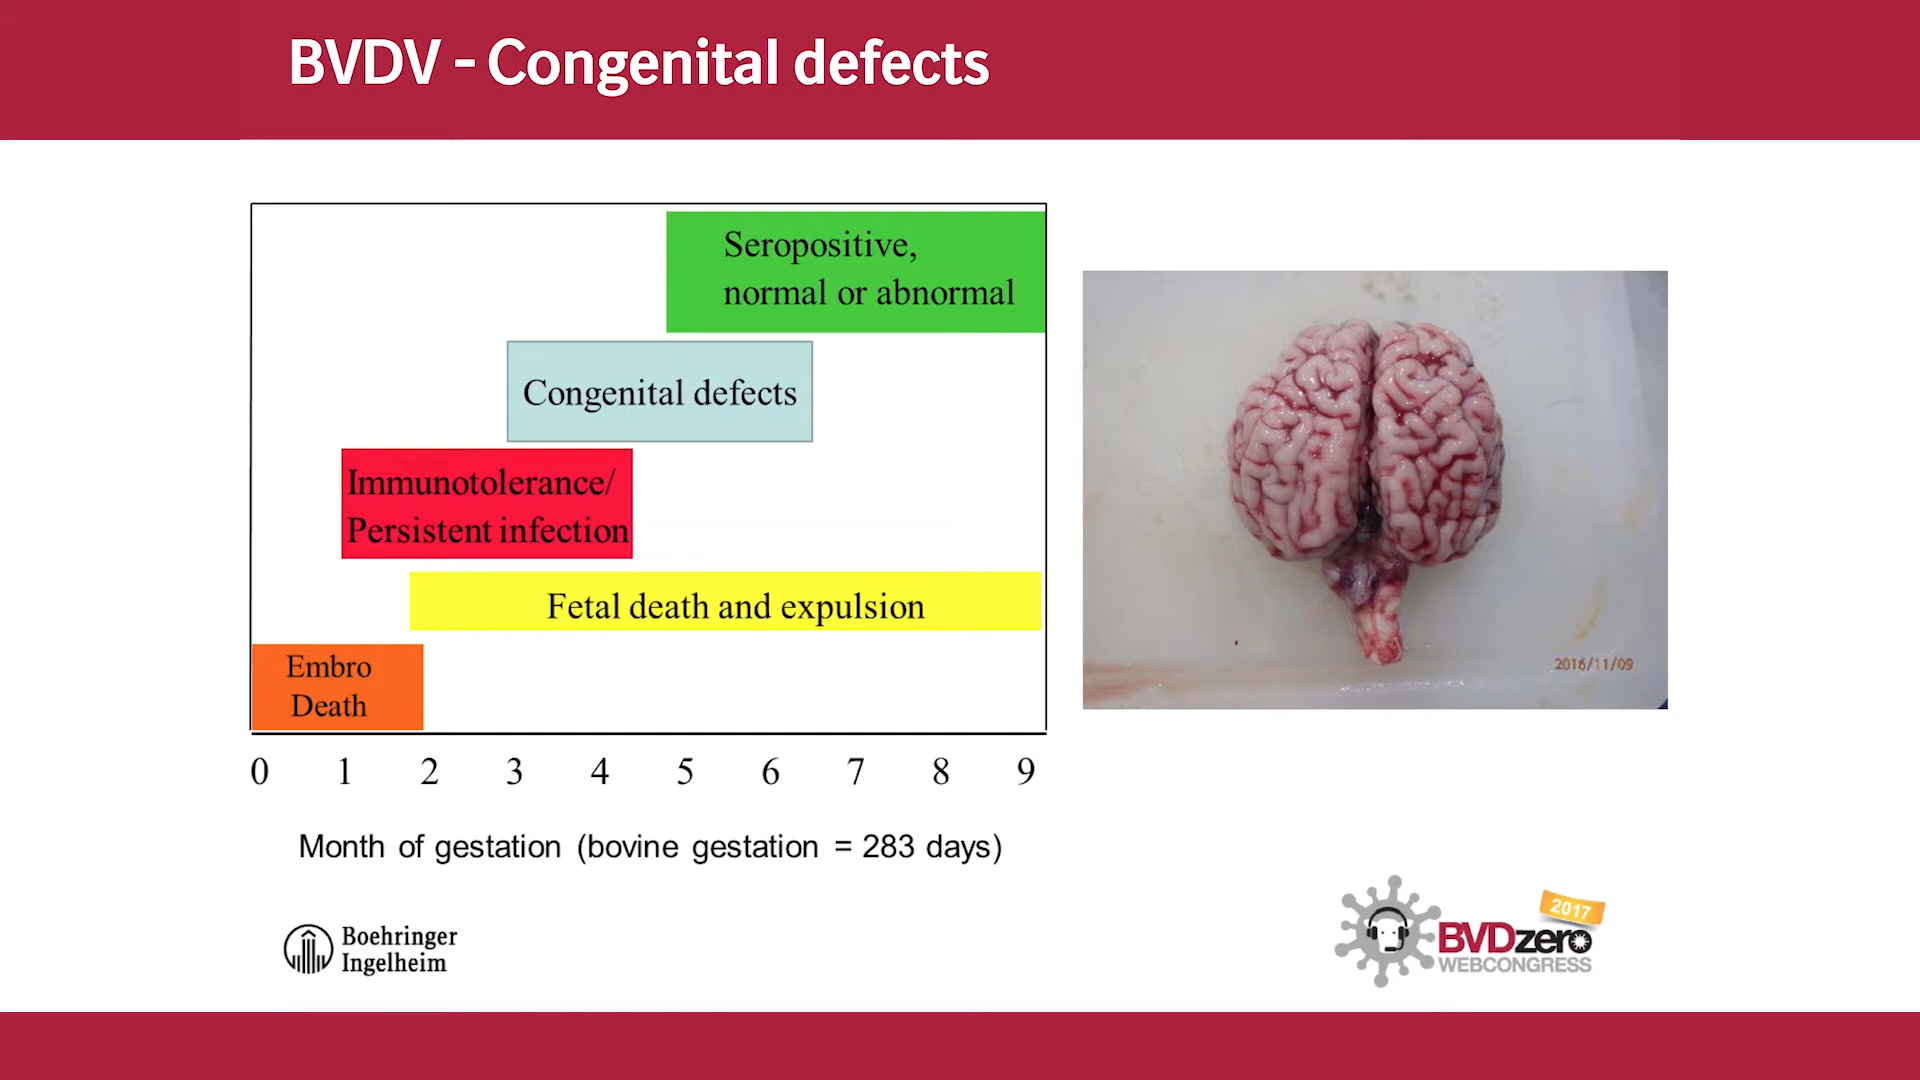 BVDV - Congenital defects
Seropositive,
normal or abnormal
Congenital defects
Immunotolerance/
Persistent infection
Fetal death and expulsion
Embro
Death
0 1 2 3 4 5 6 7 8 9
Month of gestation (bovine gestation = 283 days)
2016/11/09
Boehringer
Ingelheim
2017
BVDzero
WEBCONGRESS